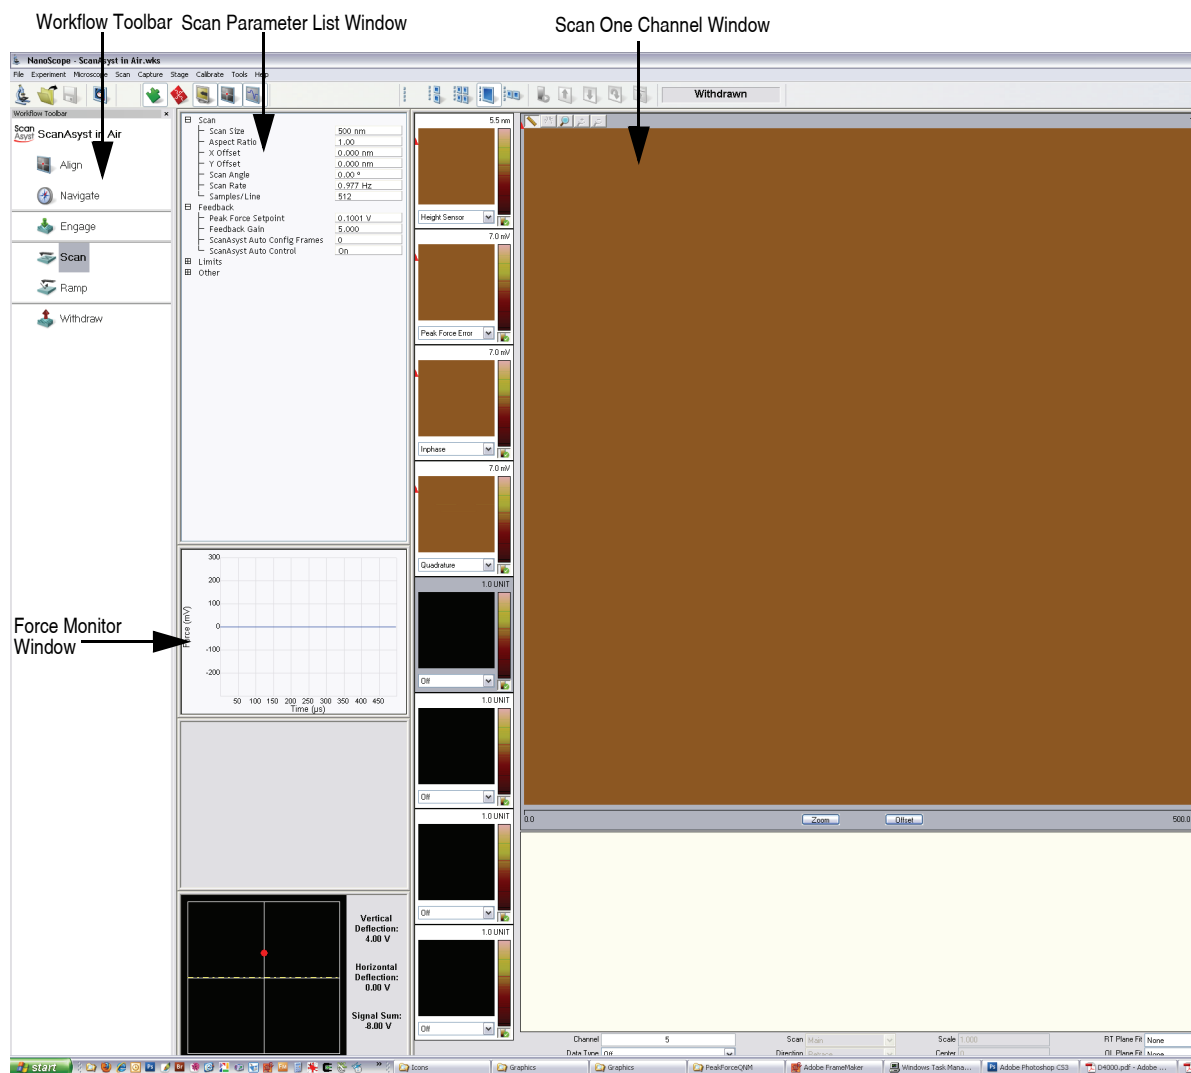 Workflow Toolbar
Scan Parameter List Window
Scan One Channel Window
NanoScope - ScanAsyst in Air.wks
File Experiment Microscope Scan Capture Stage Calibrate Tools Help
Withdrawn
Workflow Toolbar
Scan
Asyst
ScanAsyst in Air
Align
Navigate
Engage
Scan
Ramp
Withdraw
Scan
Scan Size 500 nm
Aspect Ratio 1.00
X Offset 0.000 nm
Y Offset 0.000 nm
Scan Angle 0.00 °
Scan Rate 0.977 Hz
Samples/Line 512
Feedback
Peak Force Setpoint 0.1001 V
Feedback Gain 5.000
ScanAsyst Auto Config Frames 0
ScanAsyst Auto Control On
Limits
Other
Force Monitor
Window
300
200
100
0
-100
-200
Force (mV)
50 100 150 200 250 300 350 400 450
Time (µs)
Vertical
Deflection:
4.00 V
Horizontal
Deflection:
0.00 V
Signal Sum:
-8.00 V
5.5 nm
Height Sensor
7.0 mV
Peak Force Error
7.0 mV
Inphase
7.0 mV
Quadrature
1.0 UNIT
Off
1.0 UNIT
Off
1.0 UNIT
Off
1.0 UNIT
Off
0.0 Zoom Offset 500.0
Channel 5 Scan Main Scale 1.000 RT Plane Fit None
Data Type Off Direction Retrace Center 0 OL Plane Fit None
start
Icons
Graphics
Graphics
PeakForceQNM
Adobe FrameMaker
Windows Task Mana...
Adobe Photoshop CS3
D4000.pdf - Adobe ...